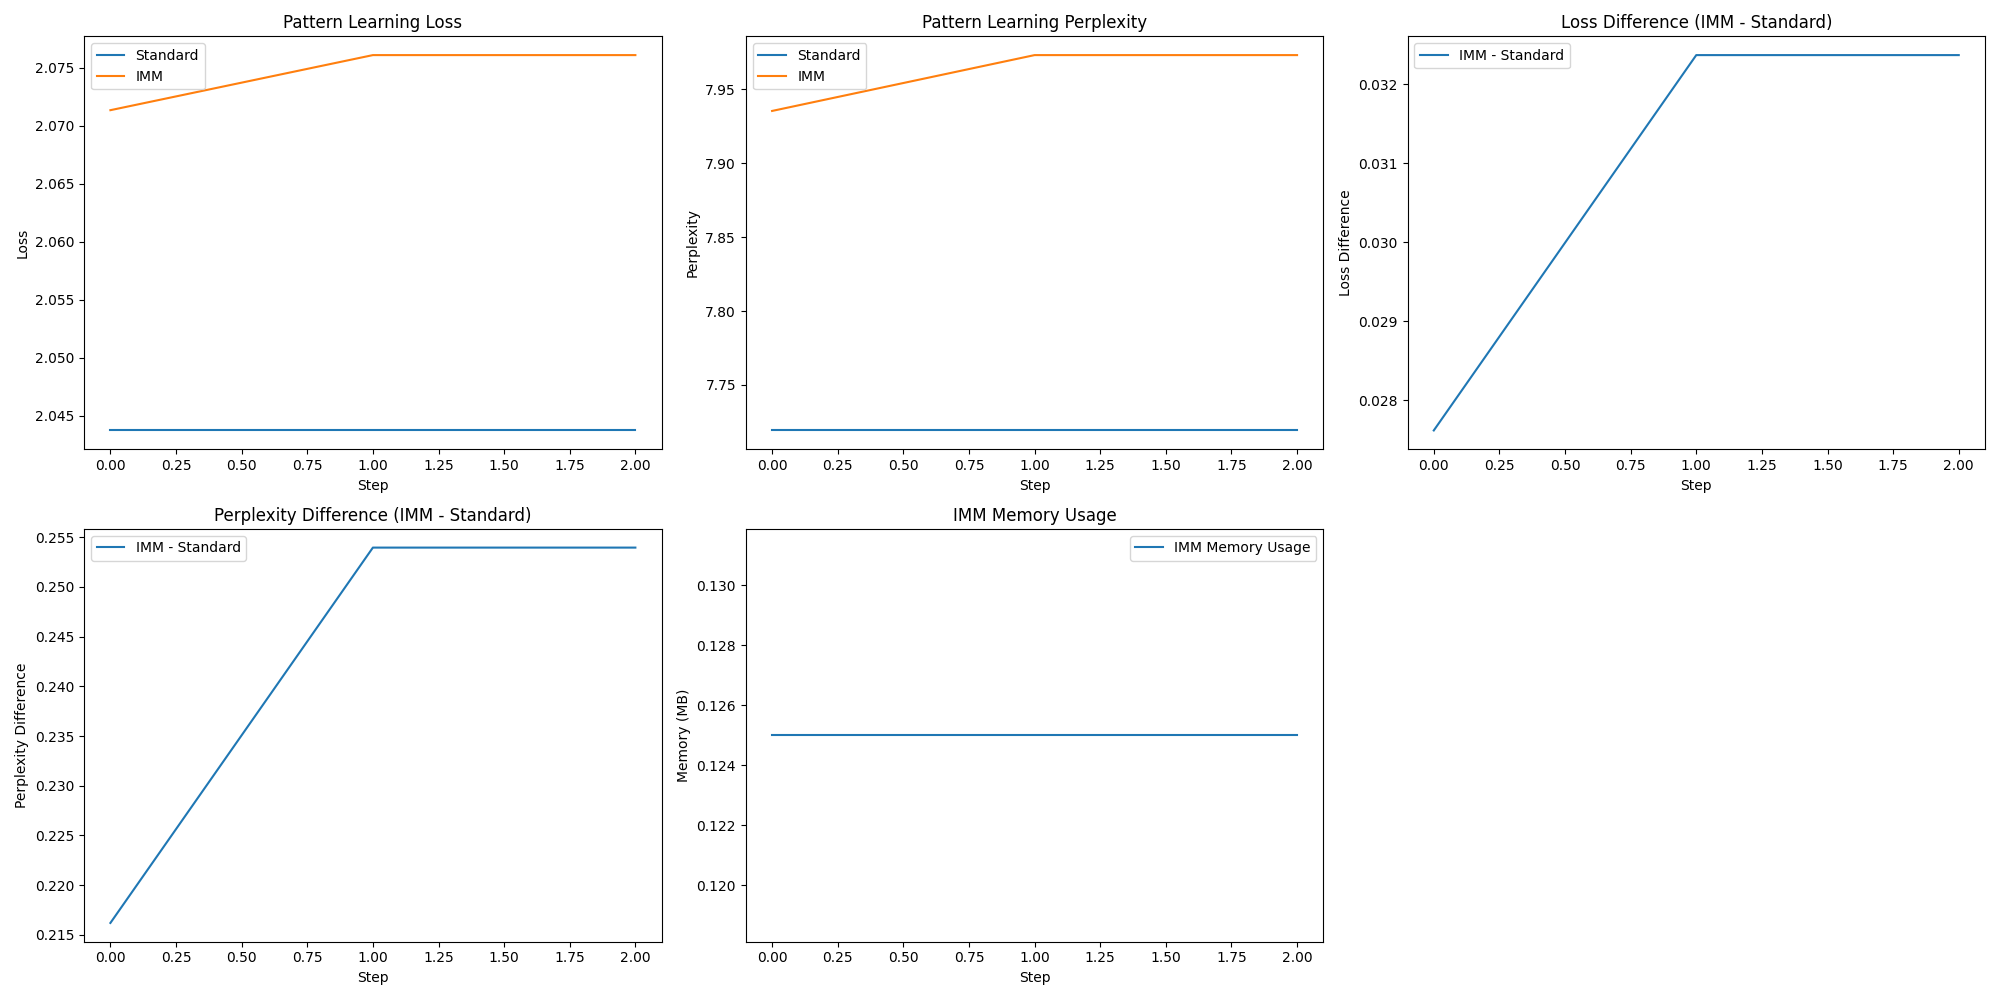 Pattern Learning Loss
Standard
IMM
2.075
2.070
2.065
2.060
2.055
2.050
2.045
Loss
0.00 0.25 0.50 0.75 1.00 1.25 1.50 1.75 2.00
Step
Pattern Learning Perplexity
Standard
IMM
7.95
7.90
7.85
7.80
7.75
Perplexity
0.00 0.25 0.50 0.75 1.00 1.25 1.50 1.75 2.00
Step
Loss Difference (IMM - Standard)
IMM - Standard
0.032
0.031
0.030
0.029
0.028
Loss Difference
0.00 0.25 0.50 0.75 1.00 1.25 1.50 1.75 2.00
Step
Perplexity Difference (IMM - Standard)
IMM - Standard
0.255
0.250
0.245
0.240
0.235
0.230
0.225
0.220
0.215
Perplexity Difference
0.00 0.25 0.50 0.75 1.00 1.25 1.50 1.75 2.00
Step
IMM Memory Usage
IMM Memory Usage
0.130
0.128
0.126
0.124
0.122
0.120
Memory (MB)
0.00 0.25 0.50 0.75 1.00 1.25 1.50 1.75 2.00
Step